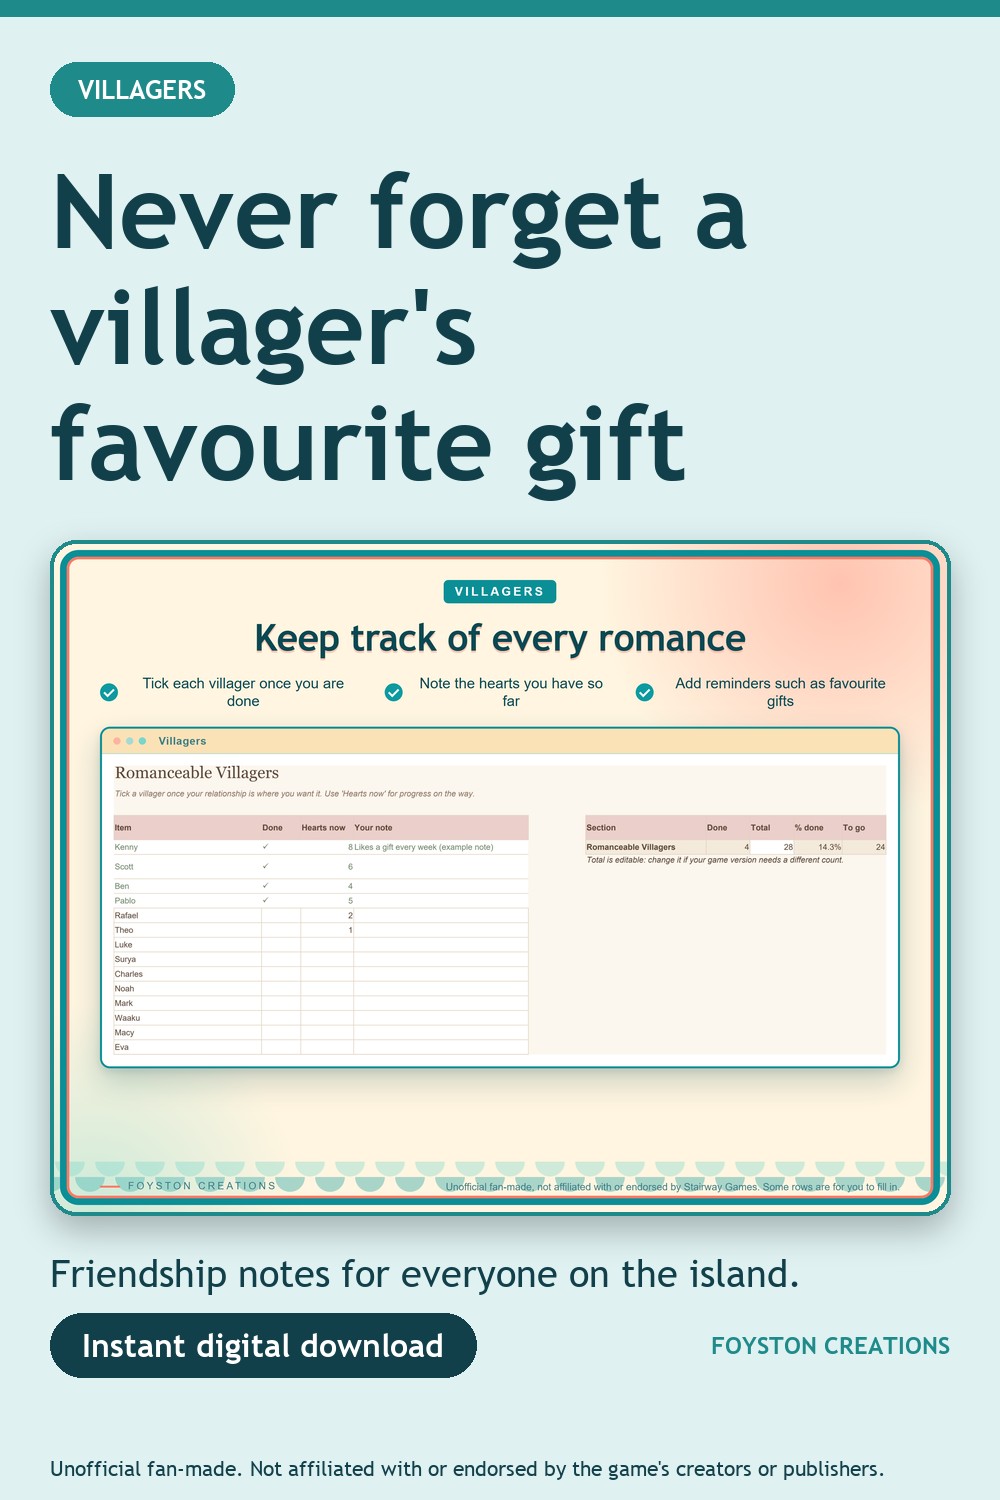 VILLAGERS
Never forget a
villager's
favourite gift
VILLAGERS
Keep track of every romance
Tick each villager once you are
done
Note the hearts you have so
far
Add reminders such as favourite
gifts
Villagers
Romanceable Villagers
Tick a villager once your relationship is where you want it. Use 'Hearts now' for progress on the way.
Item Done Hearts now Your note
Kenny ✓ 8 Likes a gift every week (example note)
Scott ✓ 6
Ben ✓ 4
Pablo ✓ 5
Rafael 2
Theo 1
Luke
Surya
Charles
Noah
Mark
Waaku
Macy
Eva
Section Done Total % done To go
Romanceable Villagers 4 28 14.3% 24
Total is editable: change it if your game version needs a different count.
FOYSTON CREATIONS
Unofficial fan-made, not affiliated with or endorsed by Stairway Games. Some rows are for you to fill in.
Friendship notes for everyone on the island.
Instant digital download
FOYSTON CREATIONS
Unofficial fan-made. Not affiliated with or endorsed by the game's creators or publishers.